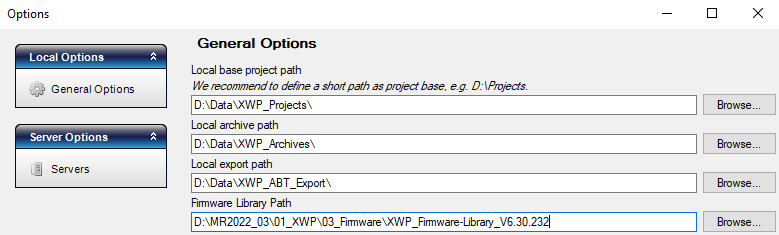 Options
General Options
Local Options
General Options
Server Options
Servers
Local base project path
We recommend to define a short path as project base, e.g. D:\Projects.
D:\Data\XWP_Projects\
Browse...
Local archive path
D:\Data\XWP_Archives\
Browse...
Local export path
D:\Data\XWP_ABT_Export\
Browse...
Firmware Library Path
D:\MR2022_03\01_XWP\03_Firmware\XWP_Firmware-Library_V6.30.232
Browse...